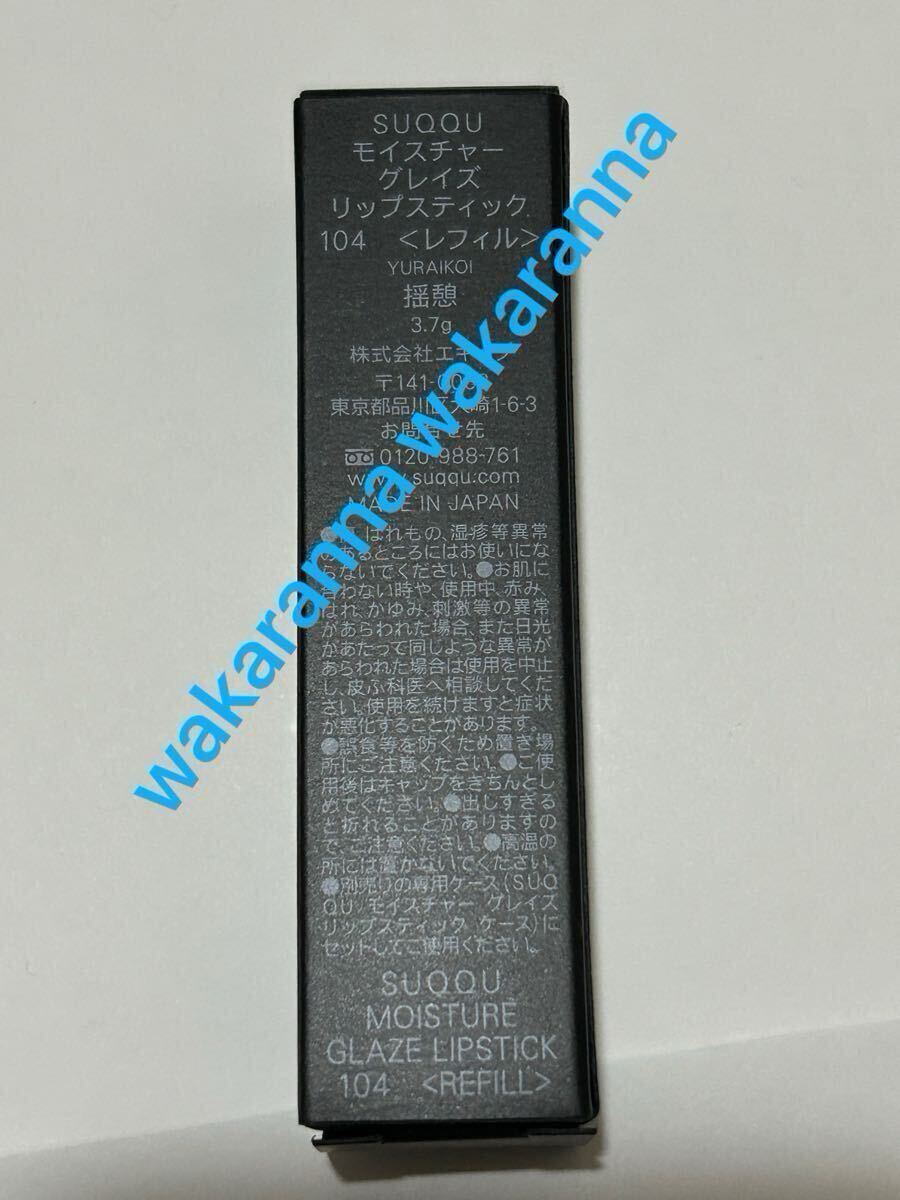 SUQQU
モイスチャー
グレイズ
リップスティック
104 <レフィル>
YURAIKOI
揺憩
3.7g
株式会社エキップ
〒141-
東京都品川区大崎1-6-3
お問合せ先
0120-988-761
www.suqqu.com
MADE IN JAPAN
はれもの、湿疹等異常
のあるところにはお使いにな
らないでください。●お肌に
合わない時や、使用中、赤み、
はれ、かゆみ、刺激等の異常
があらわれた場合、また日光
があたって同じような異常が
あらわれた場合は使用を中止
し、皮ふ科医へ相談してくだ
さい。使用を続けますと症状
が悪化することがあります。
●誤食等を防ぐため置き場
所にご注意ください。●ご使
用後はキャップをきちんとし
めてください。●出しすぎる
と折れることがありますの
で、ご注意ください。●高温の
所には置かないでください。
●別売りの専用ケース(SUQ
QU モイスチャー グレイズ
リップスティック ケース)に
セットしてご使用ください。
SUQQU
MOISTURE
GLAZE LIPSTICK
104 <REFILL>
wakaranna wakaranna